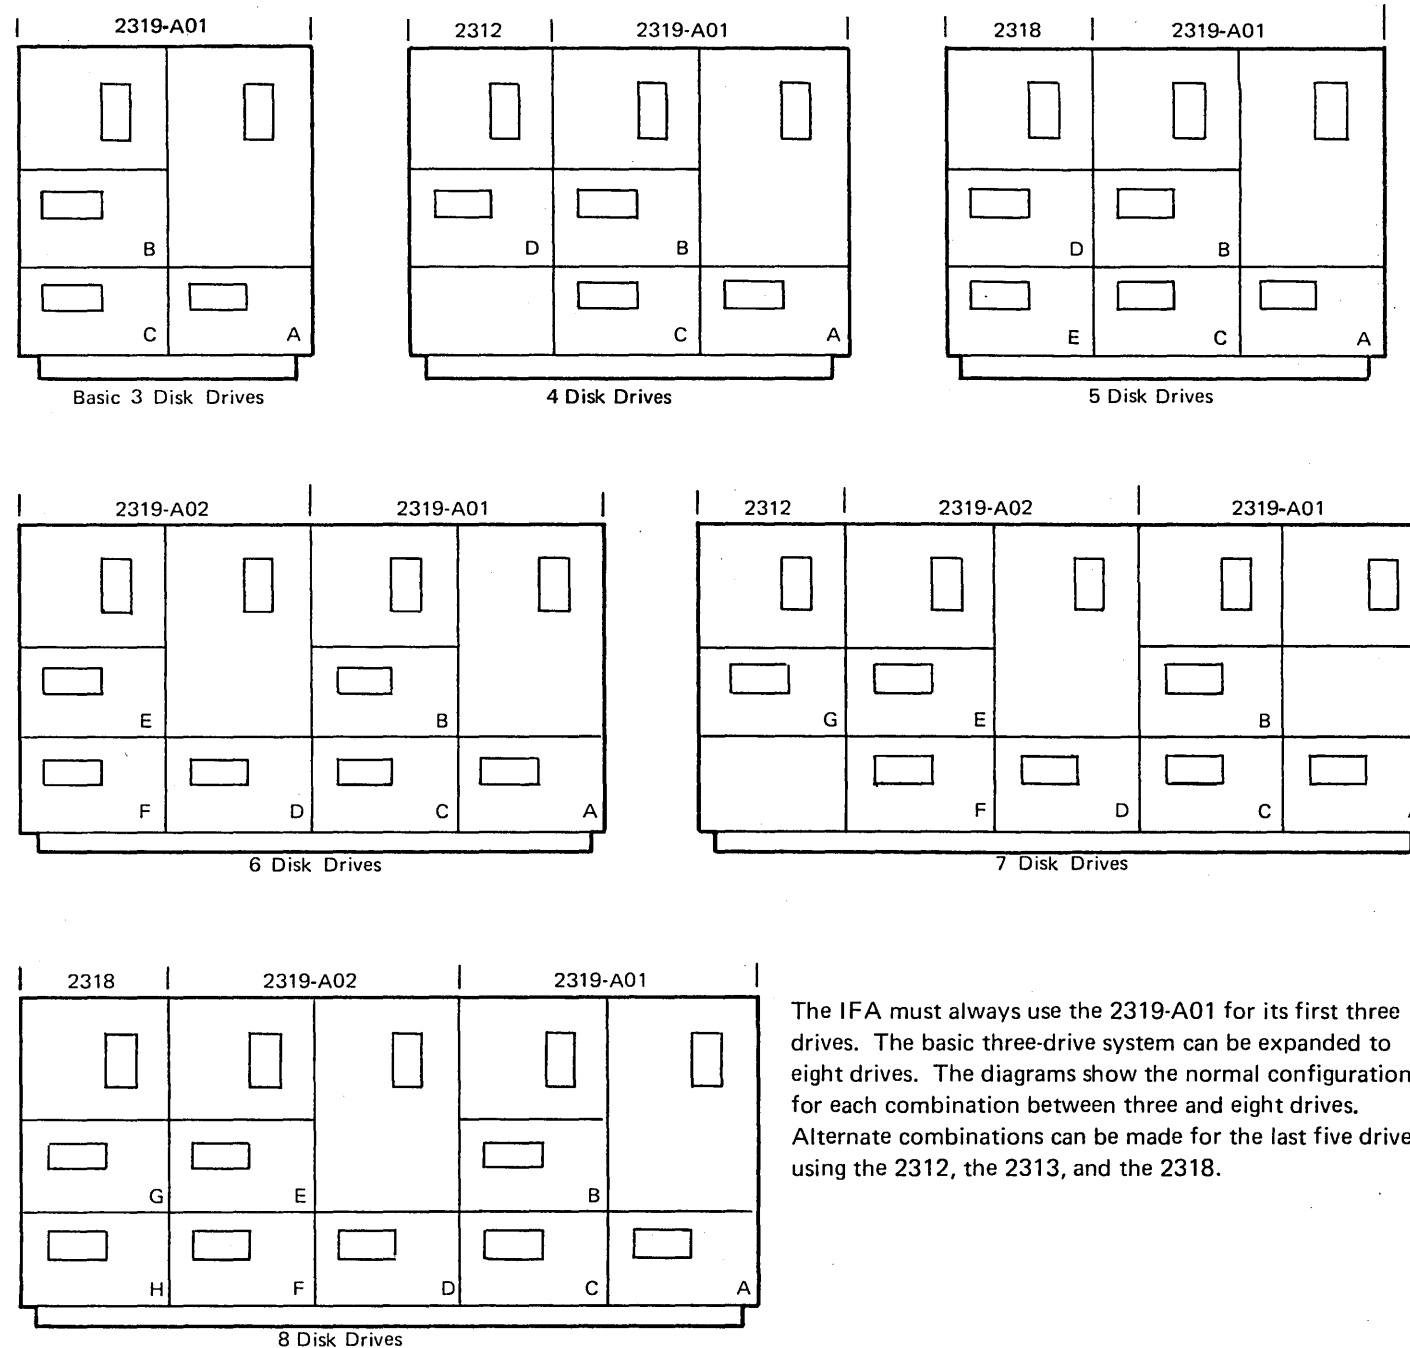 2319-A01
2312 2319-A01
2318 2319-A01
B
C A
D B
C A
D B
E C A
Basic 3 Disk Drives
4 Disk Drives
5 Disk Drives
2319-A02 2319-A01
2312 2319-A02 2319-A01
E B
F D C A
G E B
F D C
6 Disk Drives
7 Disk Drives
2318 2319-A02 2319-A01
G E B
H F D C A
8 Disk Drives
The IFA must always use the 2319-A01 for its first three
drives. The basic three-drive system can be expanded to
eight drives. The diagrams show the normal configuration
for each combination between three and eight drives.
Alternate combinations can be made for the last five drive
using the 2312, the 2313, and the 2318.